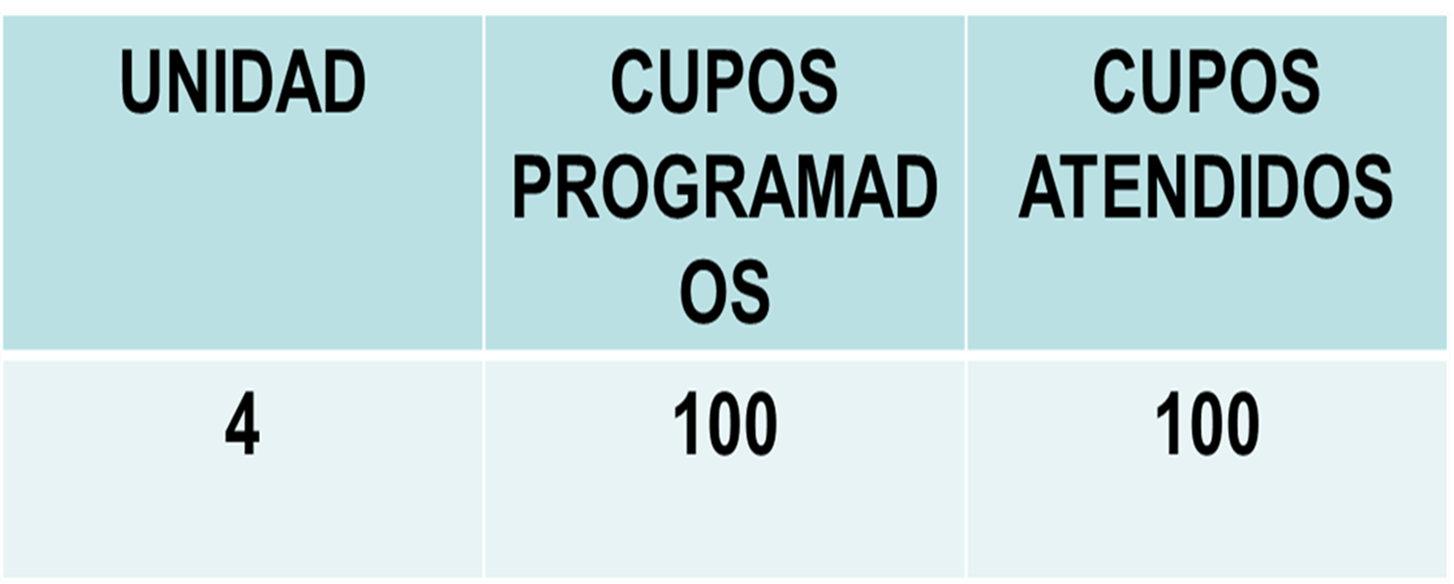 UNIDAD
CUPOS
PROGRAMAD
OS
CUPOS
ATENDIDOS
4
100
100